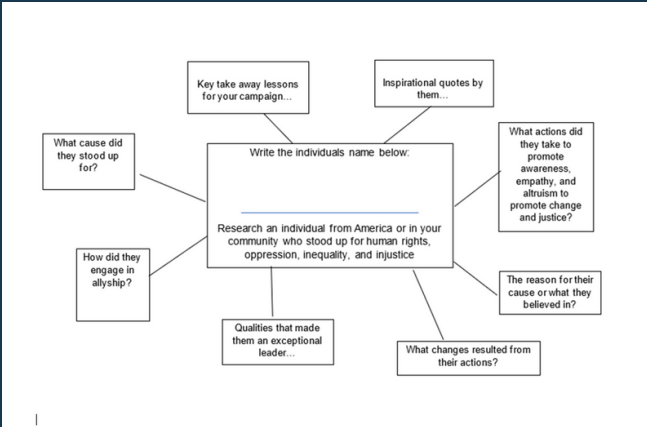 Key take away lessons
for your campaign...
Inspirational quotes by
them...
What cause did
they stood up
for?
Write the individuals name below:
Research an individual from America or in your
community who stood up for human rights,
oppression, inequality, and injustice
What actions did
they take to
promote
awareness,
empathy, and
altruism to
promote change
and justice?
How did they
engage in
allyship?
The reason for their
cause or what they
believed in?
Qualities that made
them an exceptional
leader...
What changes resulted from
their actions?